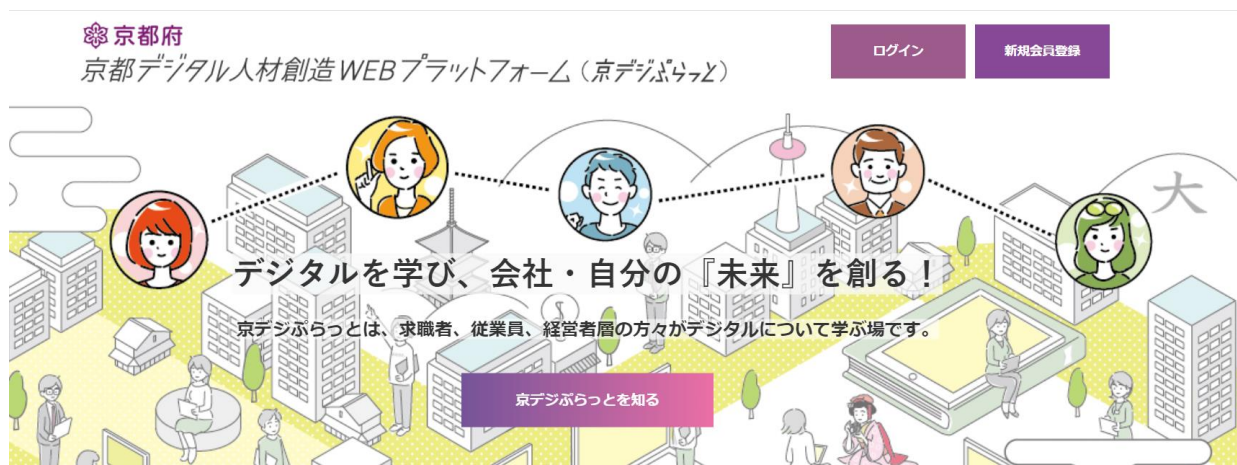 京都府
京都デジタル人材創造WEBプラットフォーム（京デジぷらっと）
ログイン
新規会員登録
大
デジタルを学び、会社・自分の『未来』を創る！
京デジぷらっとは、求職者、従業員、経営者層の方々がデジタルについて学ぶ場です。
京デジぷらっとを知る